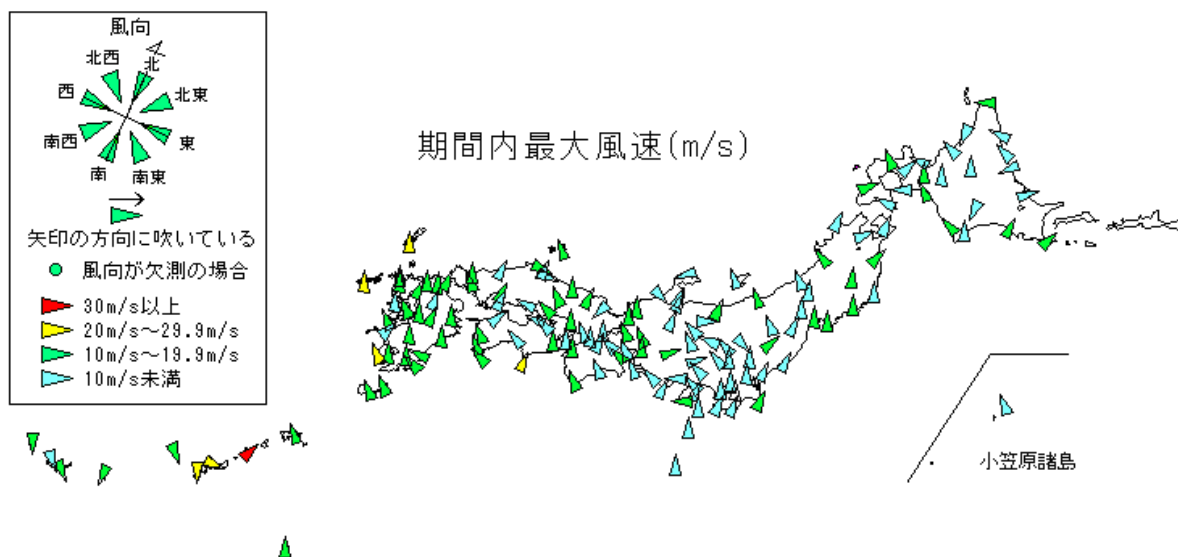 風向
北西
北
西
北東
南西
東
南
南東
矢印の方向に吹いている
風向が欠測の場合
30m/s以上
20m/s～29.9m/s
10m/s～19.9m/s
10m/s未満
期間内最大風速(m/s)
小笠原諸島